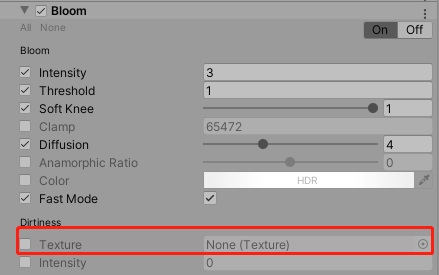 Bloom
All None
On Off
Bloom
Intensity 3
Threshold 1
Soft Knee 1
Clamp 65472
Diffusion 4
Anamorphic Ratio 0
Color HDR
Fast Mode
Dirtiness
Texture None (Texture)
Intensity 0